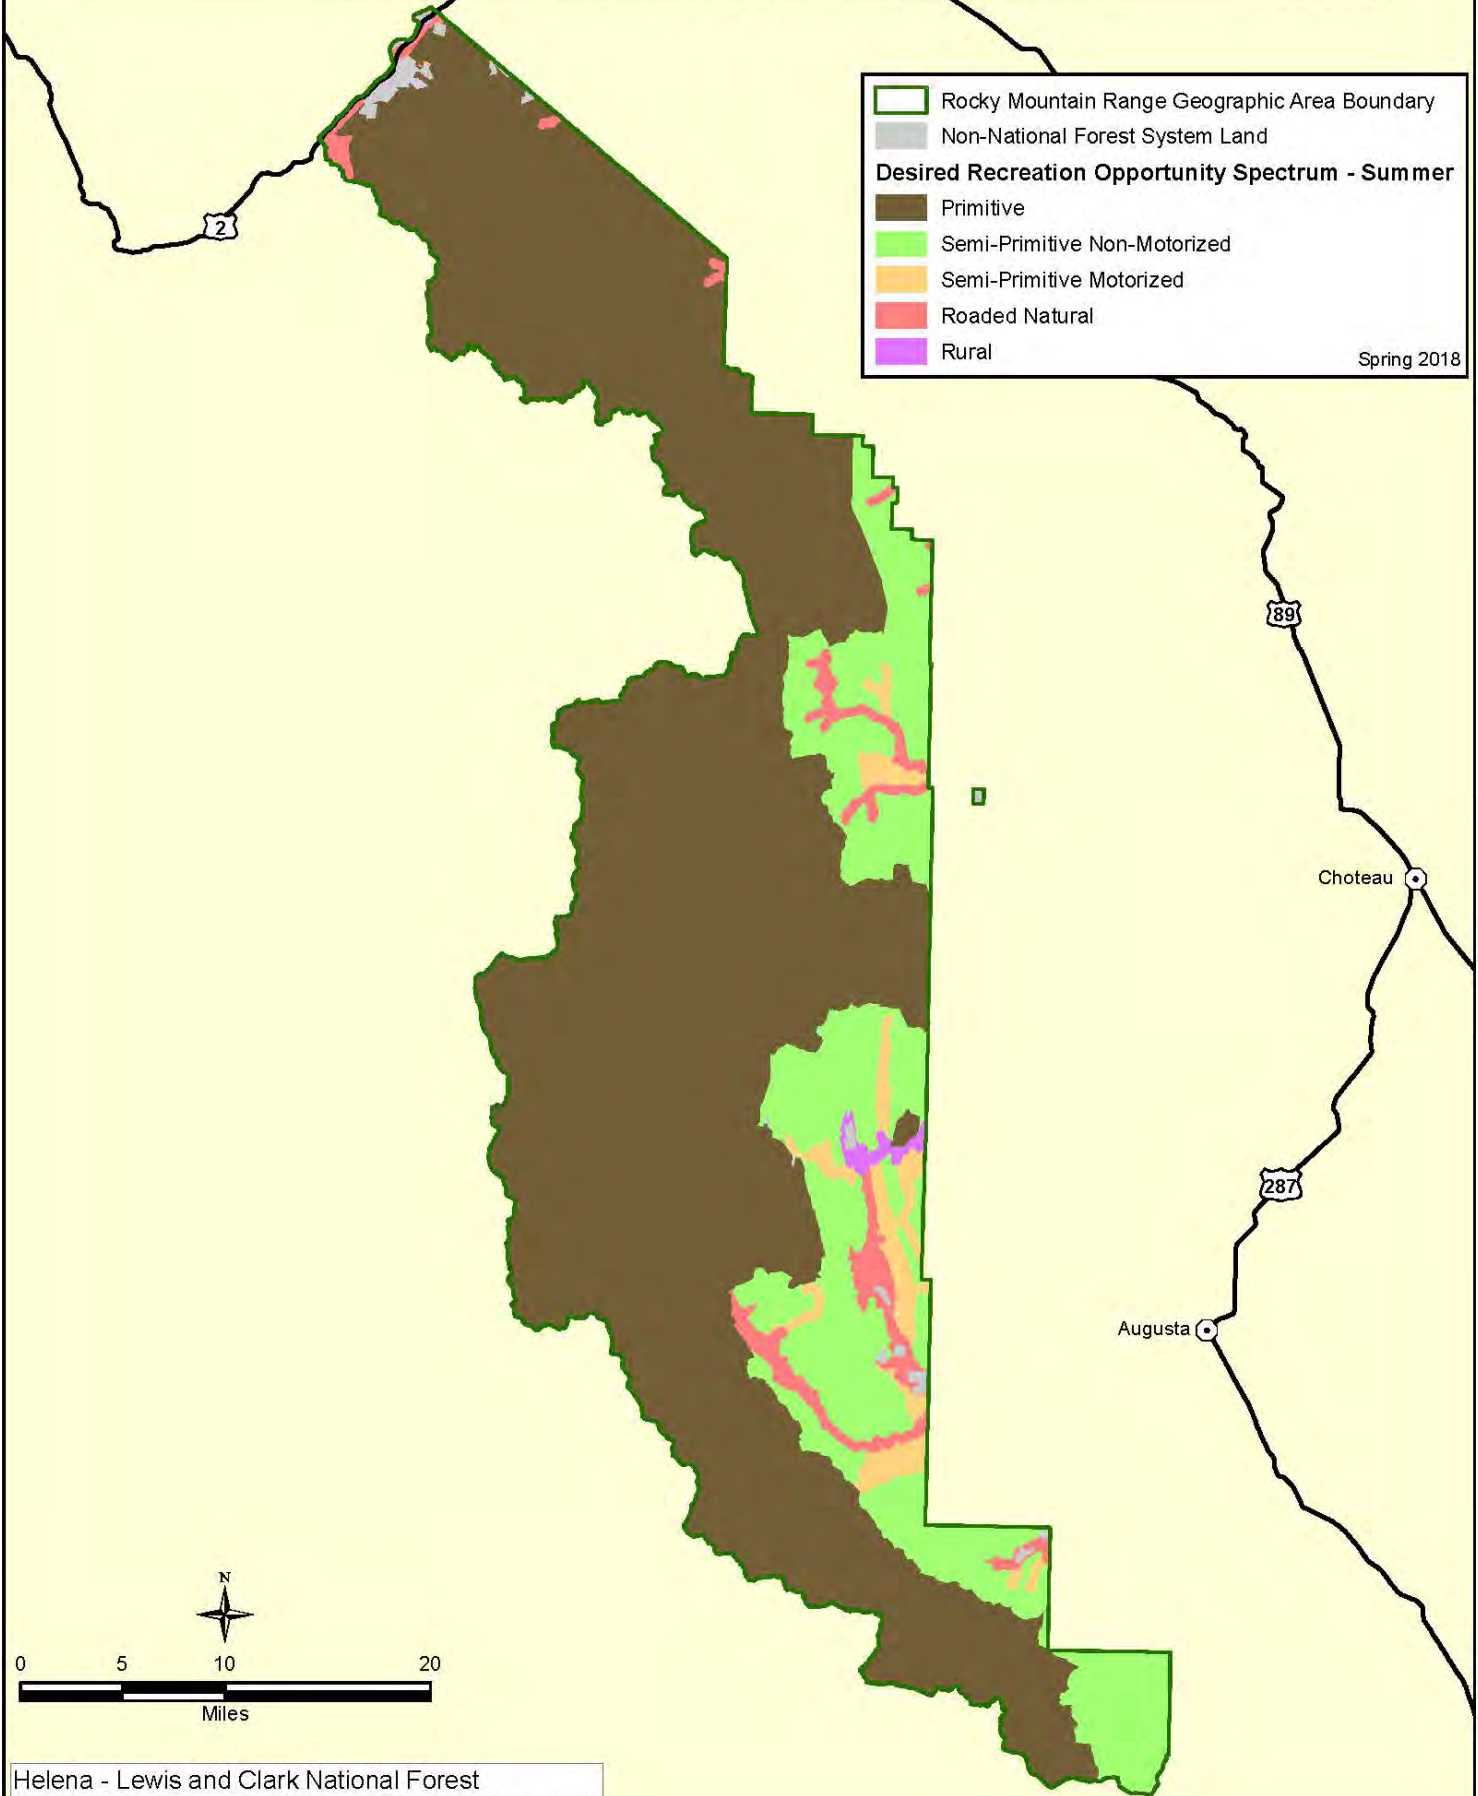 Rocky Mountain Range Geographic Area Boundary
Non-National Forest System Land
Desired Recreation Opportunity Spectrum - Summer
Primitive
Semi-Primitive Non-Motorized
Semi-Primitive Motorized
Roaded Natural
Rural
Spring 2018
2
89
Choteau
287
Augusta
N
0 5 10 20
Miles
Helena - Lewis and Clark National Forest